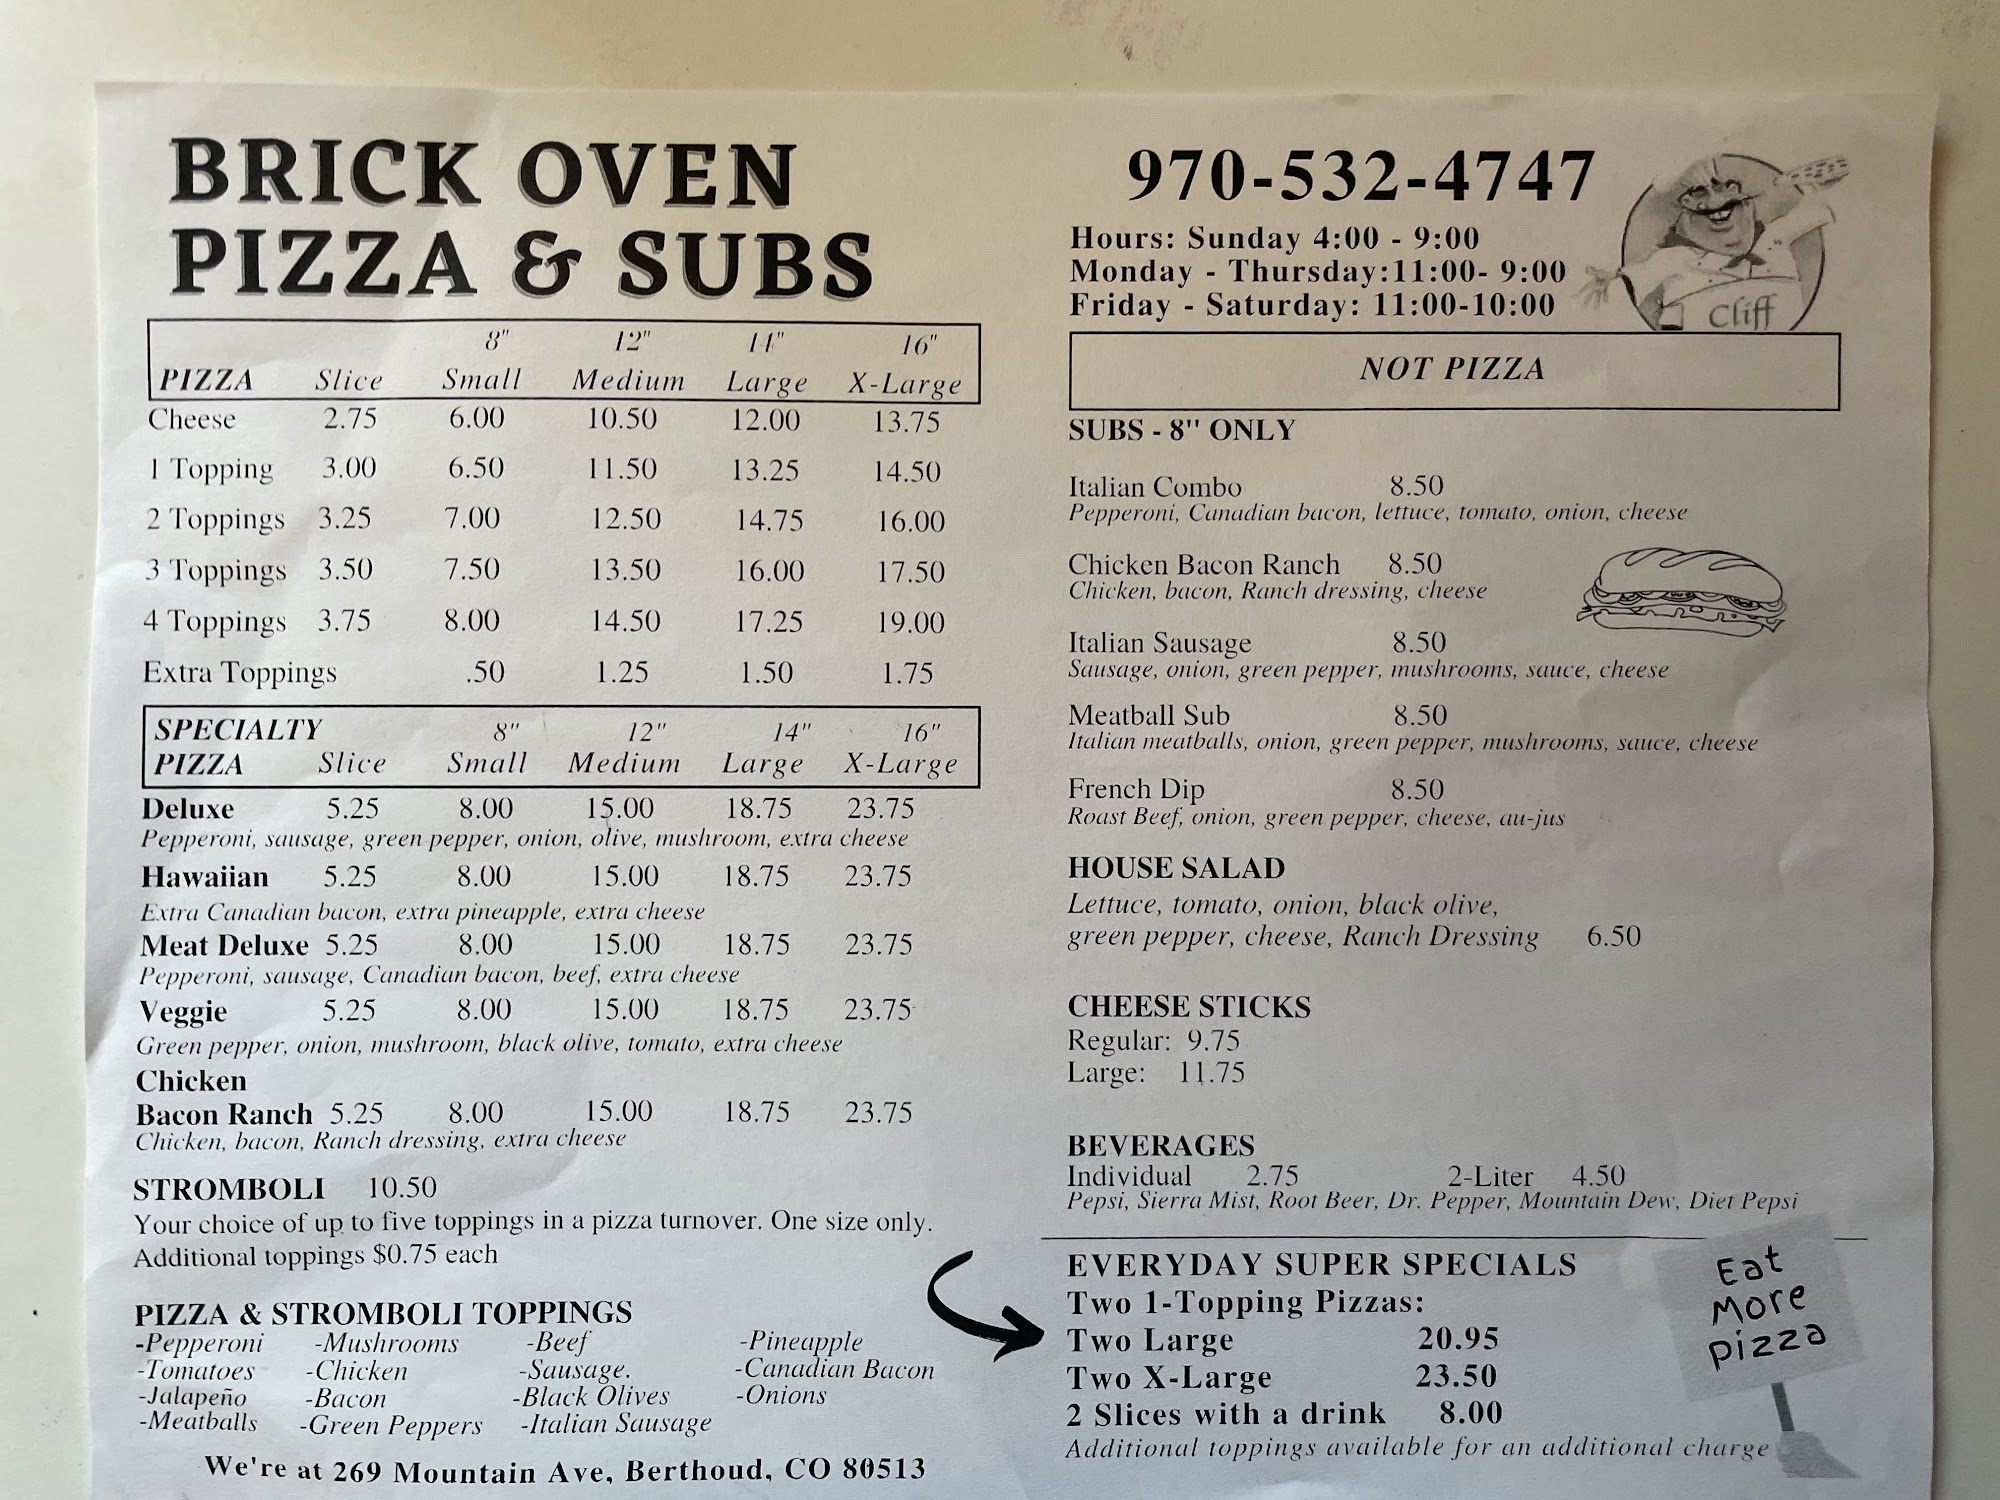 BRICK OVEN
PIZZA & SUBS
8" 12" 14" 16"
PIZZA Slice Small Medium Large X-Large
Cheese 2.75 6.00 10.50 12.00 13.75
1 Topping 3.00 6.50 11.50 13.25 14.50
2 Toppings 3.25 7.00 12.50 14.75 16.00
3 Toppings 3.50 7.50 13.50 16.00 17.50
4 Toppings 3.75 8.00 14.50 17.25 19.00
Extra Toppings .50 1.25 1.50 1.75
SPECIALTY 8" 12" 14" 16"
PIZZA Slice Small Medium Large X-Large
Deluxe 5.25 8.00 15.00 18.75 23.75
Pepperoni, sausage, green pepper, onion, olive, mushroom, extra cheese
Hawaiian 5.25 8.00 15.00 18.75 23.75
Extra Canadian bacon, extra pineapple, extra cheese
Meat Deluxe 5.25 8.00 15.00 18.75 23.75
Pepperoni, sausage, Canadian bacon, beef, extra cheese
Veggie 5.25 8.00 15.00 18.75 23.75
Green pepper, onion, mushroom, black olive, tomato, extra cheese
Chicken
Bacon Ranch 5.25 8.00 15.00 18.75 23.75
Chicken, bacon, Ranch dressing, extra cheese
STROMBOLI 10.50
Your choice of up to five toppings in a pizza turnover. One size only.
Additional toppings $0.75 each
PIZZA & STROMBOLI TOPPINGS
-Pepperoni -Mushrooms -Beef -Pineapple
-Tomatoes -Chicken -Sausage. -Canadian Bacon
-Jalapeño -Bacon -Black Olives -Onions
-Meatballs -Green Peppers -Italian Sausage
We're at 269 Mountain Ave, Berthoud, CO 80513
970-532-4747
Hours: Sunday 4:00 - 9:00
Monday - Thursday:11:00- 9:00
Friday - Saturday: 11:00-10:00
Cliff
NOT PIZZA
SUBS - 8" ONLY
Italian Combo 8.50
Pepperoni, Canadian bacon, lettuce, tomato, onion, cheese
Chicken Bacon Ranch 8.50
Chicken, bacon, Ranch dressing, cheese
Italian Sausage 8.50
Sausage, onion, green pepper, mushrooms, sauce, cheese
Meatball Sub 8.50
Italian meatballs, onion, green pepper, mushrooms, sauce, cheese
French Dip 8.50
Roast Beef, onion, green pepper, cheese, au-jus
HOUSE SALAD
Lettuce, tomato, onion, black olive,
green pepper, cheese, Ranch Dressing 6.50
CHEESE STICKS
Regular: 9.75
Large: 11.75
BEVERAGES
Individual 2.75 2-Liter 4.50
Pepsi, Sierra Mist, Root Beer, Dr. Pepper, Mountain Dew, Diet Pepsi
EVERYDAY SUPER SPECIALS
Two 1-Topping Pizzas:
Two Large 20.95
Two X-Large 23.50
2 Slices with a drink 8.00
Additional toppings available for an additional charge
Eat
More
pizza